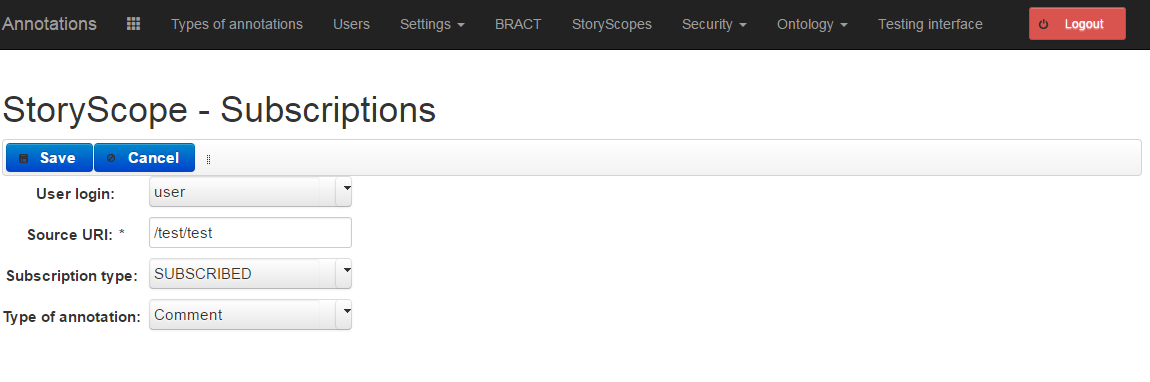 Annotations Types of annotations Users Settings BRACT StoryScopes Security Ontology Testing interface Logout
StoryScope - Subscriptions
Save Cancel
User login: user
Source URI: * /test/test
Subscription type: SUBSCRIBED
Type of annotation: Comment